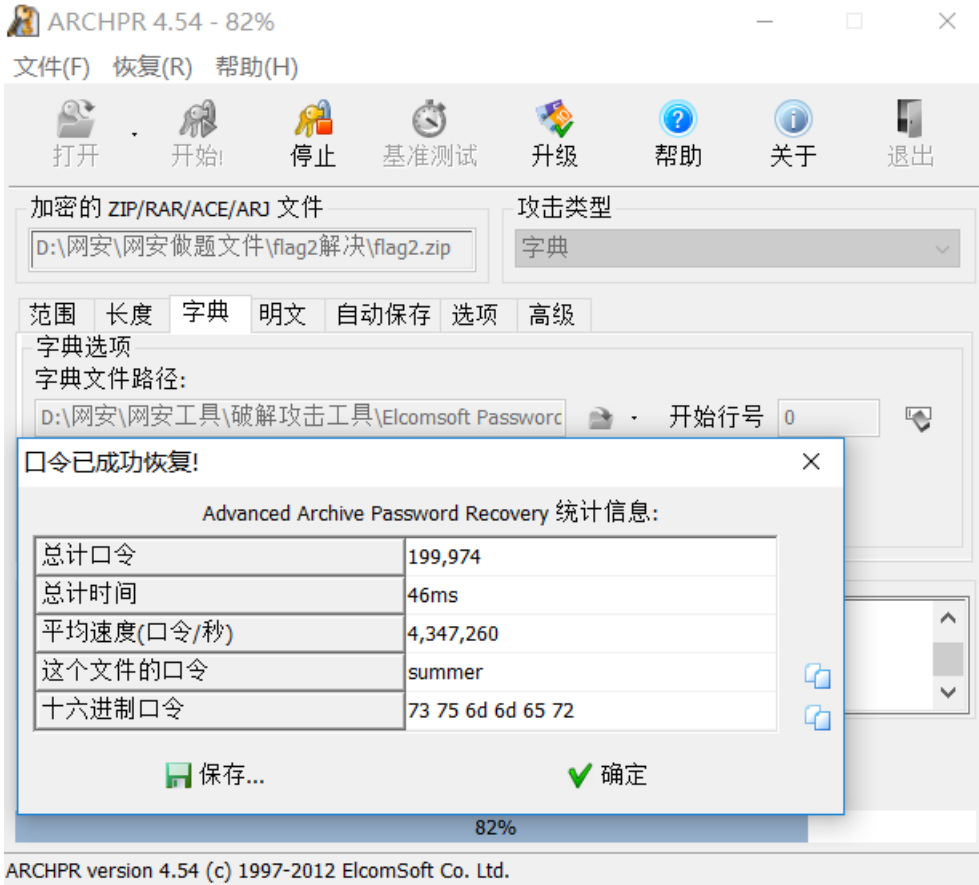 ARCHPR 4.54 - 82%
文件(F) 恢复(R) 帮助(H)
打开 开始! 停止 基准测试 升级 帮助 关于 退出
加密的 ZIP/RAR/ACE/ARJ 文件
攻击类型
D:\网安\网安做题文件\flag2解决\flag2.zip
字典
范围 长度 字典 明文 自动保存 选项 高级
字典选项
字典文件路径:
D:\网安\网安工具\破解攻击工具\Elcomsoft Password
开始行号 0
口令已成功恢复!
Advanced Archive Password Recovery 统计信息:
总计口令 199,974
总计时间 46ms
平均速度(口令/秒) 4,347,260
这个文件的口令 summer
十六进制口令 73 75 6d 6d 65 72
保存... 确定
82%
ARCHPR version 4.54 (c) 1997-2012 ElcomSoft Co. Ltd.